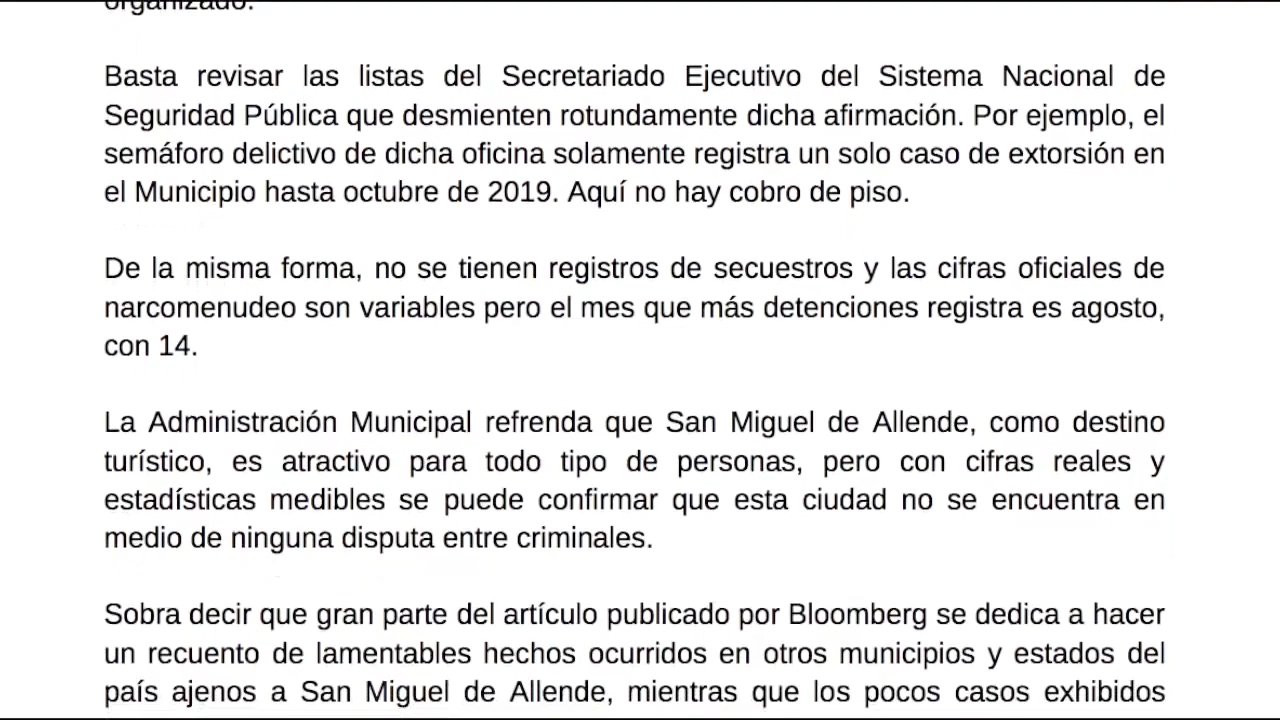 organizado.
Basta revisar las listas del Secretariado Ejecutivo del Sistema Nacional de
Seguridad Pública que desmienten rotundamente dicha afirmación. Por ejemplo, el
semáforo delictivo de dicha oficina solamente registra un solo caso de extorsión en
el Municipio hasta octubre de 2019. Aquí no hay cobro de piso.
De la misma forma, no se tienen registros de secuestros y las cifras oficiales de
narcomenudeo son variables pero el mes que más detenciones registra es agosto,
con 14.
La Administración Municipal refrenda que San Miguel de Allende, como destino
turístico, es atractivo para todo tipo de personas, pero con cifras reales y
estadísticas medibles se puede confirmar que esta ciudad no se encuentra en
medio de ninguna disputa entre criminales.
Sobra decir que gran parte del artículo publicado por Bloomberg se dedica a hacer
un recuento de lamentables hechos ocurridos en otros municipios y estados del
país ajenos a San Miguel de Allende, mientras que los pocos casos exhibidos